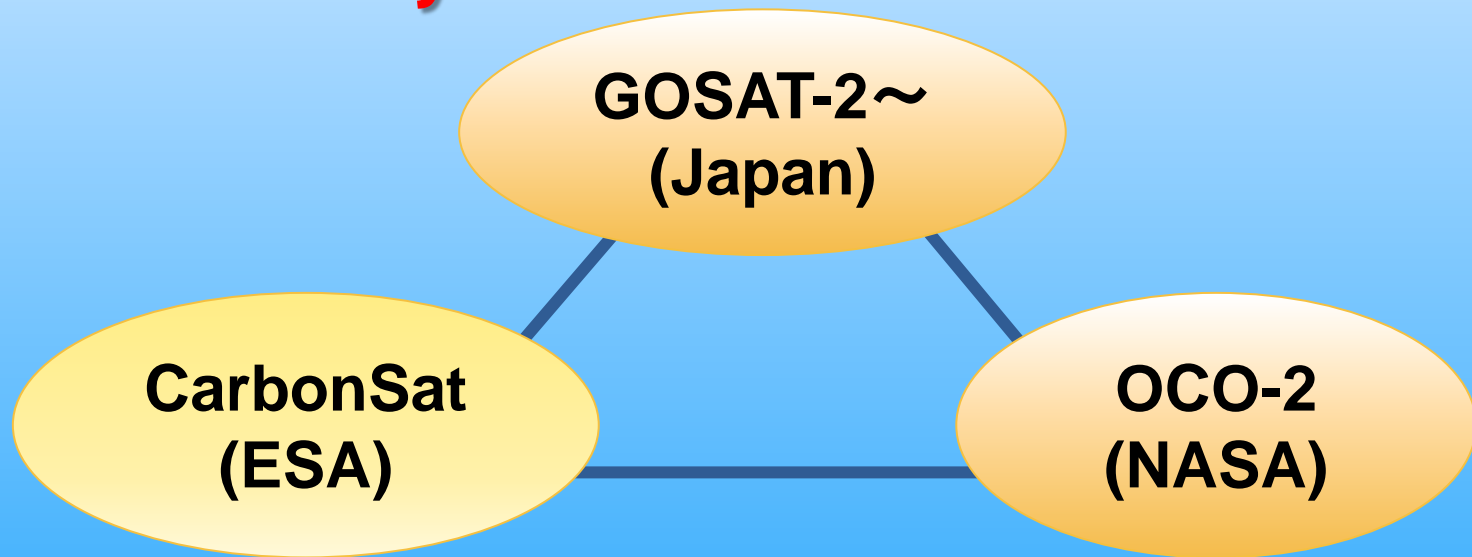 GOSAT-2～
(Japan)
CarbonSat
(ESA)
OCO-2
(NASA)